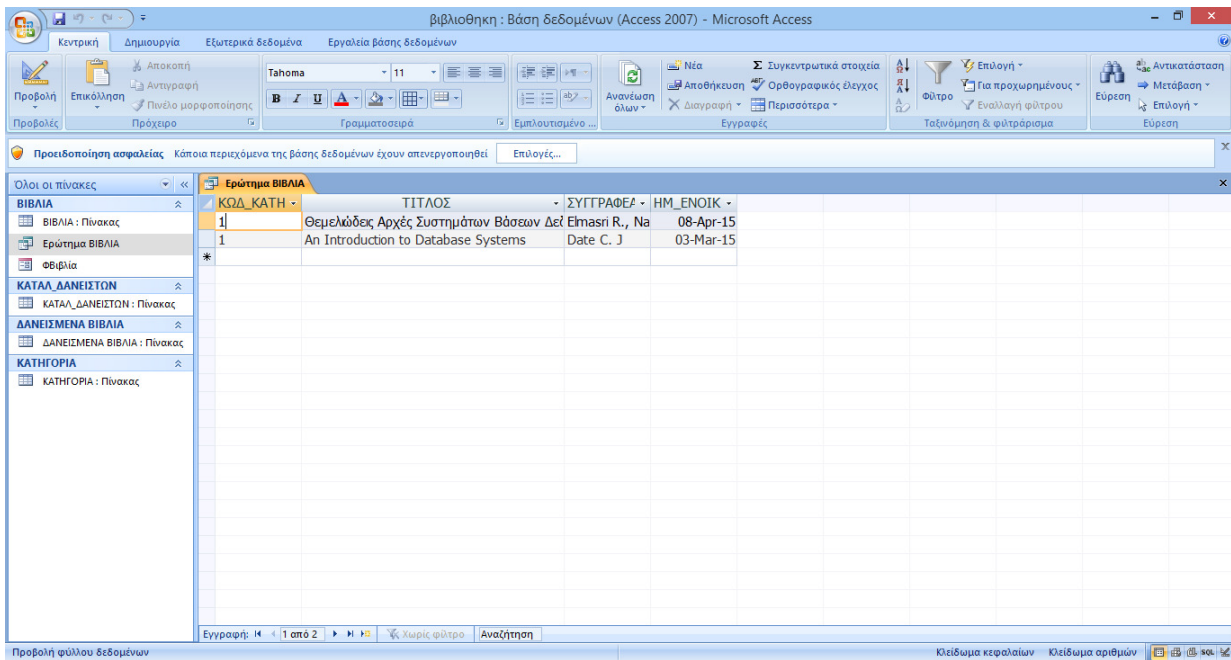 βιβλιοθηκη : Βάση δεδομένων (Access 2007) - Microsoft Access
Κεντρική Δημιουργία Εξωτερικά δεδομένα Εργαλεία βάσης δεδομένων
Προβολή
Προβολές
Επικόλληση
Αποκοπή
Αντιγραφή
Πινέλο μορφοποίησης
Πρόχειρο
Tahoma 11
B I U A
Γραμματοσειρά
Εμπλουτισμένο ...
Ανανέωση όλων
Νέα
Αποθήκευση
Διαγραφή
Σ Συγκεντρωτικά στοιχεία
Ορθογραφικός έλεγχος
Περισσότερα
Εγγραφές
Φίλτρο
Επιλογή
Για προχωρημένους
Εναλλαγή φίλτρου
Ταξινόμηση & φιλτράρισμα
Εύρεση
Αντικατάσταση
Μετάβαση
Επιλογή
Εύρεση
Προειδοποίηση ασφαλείας Κάποια περιεχόμενα της βάσης δεδομένων έχουν απενεργοποιηθεί Επιλογές...
Όλοι οι πίνακες
ΒΙΒΛΙΑ
ΒΙΒΛΙΑ : Πίνακας
Ερώτημα ΒΙΒΛΙΑ
ΦΒιβλία
ΚΑΤΑΛ_ΔΑΝΕΙΣΤΩΝ
ΚΑΤΑΛ_ΔΑΝΕΙΣΤΩΝ : Πίνακας
ΔΑΝΕΙΣΜΕΝΑ ΒΙΒΛΙΑ
ΔΑΝΕΙΣΜΕΝΑ ΒΙΒΛΙΑ : Πίνακας
ΚΑΤΗΓΟΡΙΑ
ΚΑΤΗΓΟΡΙΑ : Πίνακας
Ερώτημα ΒΙΒΛΙΑ
ΚΩΔ_ΚΑΤΗ ΤΙΤΛΟΣ ΣΥΓΓΡΑΦΕΑ ΗΜ_ΕΝΟΙΚ
1 Θεμελώδεις Αρχές Συστημάτων Βάσεων Δεδ Elmasri R., Na 08-Apr-15
1 An Introduction to Database Systems Date C. J 03-Mar-15
Εγγραφή: 1 από 2 Χωρίς φίλτρο Αναζήτηση
Προβολή φύλλου δεδομένων Κλείδωμα κεφαλαίων Κλείδωμα αριθμών SQL